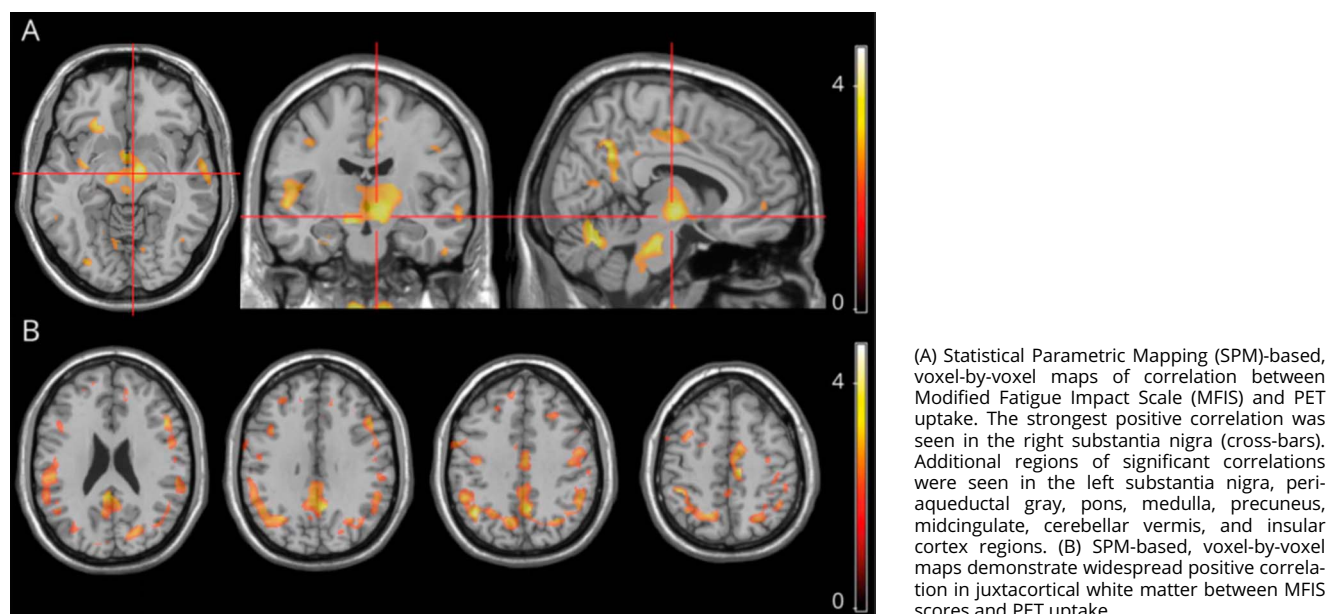 A
4
0
B
4
0
(A) Statistical Parametric Mapping (SPM)-based,
voxel-by-voxel maps of correlation between
Modified Fatigue Impact Scale (MFIS) and PET
uptake. The strongest positive correlation was
seen in the right substantia nigra (cross-bars).
Additional regions of significant correlations
were seen in the left substantia nigra, peri-
aqueductal gray, pons, medulla, precuneus,
midcingulate, cerebellar vermis, and insular
cortex regions. (B) SPM-based, voxel-by-voxel
maps demonstrate widespread positive correla-
tion in juxtacortical white matter between MFIS
scores and PET uptake.